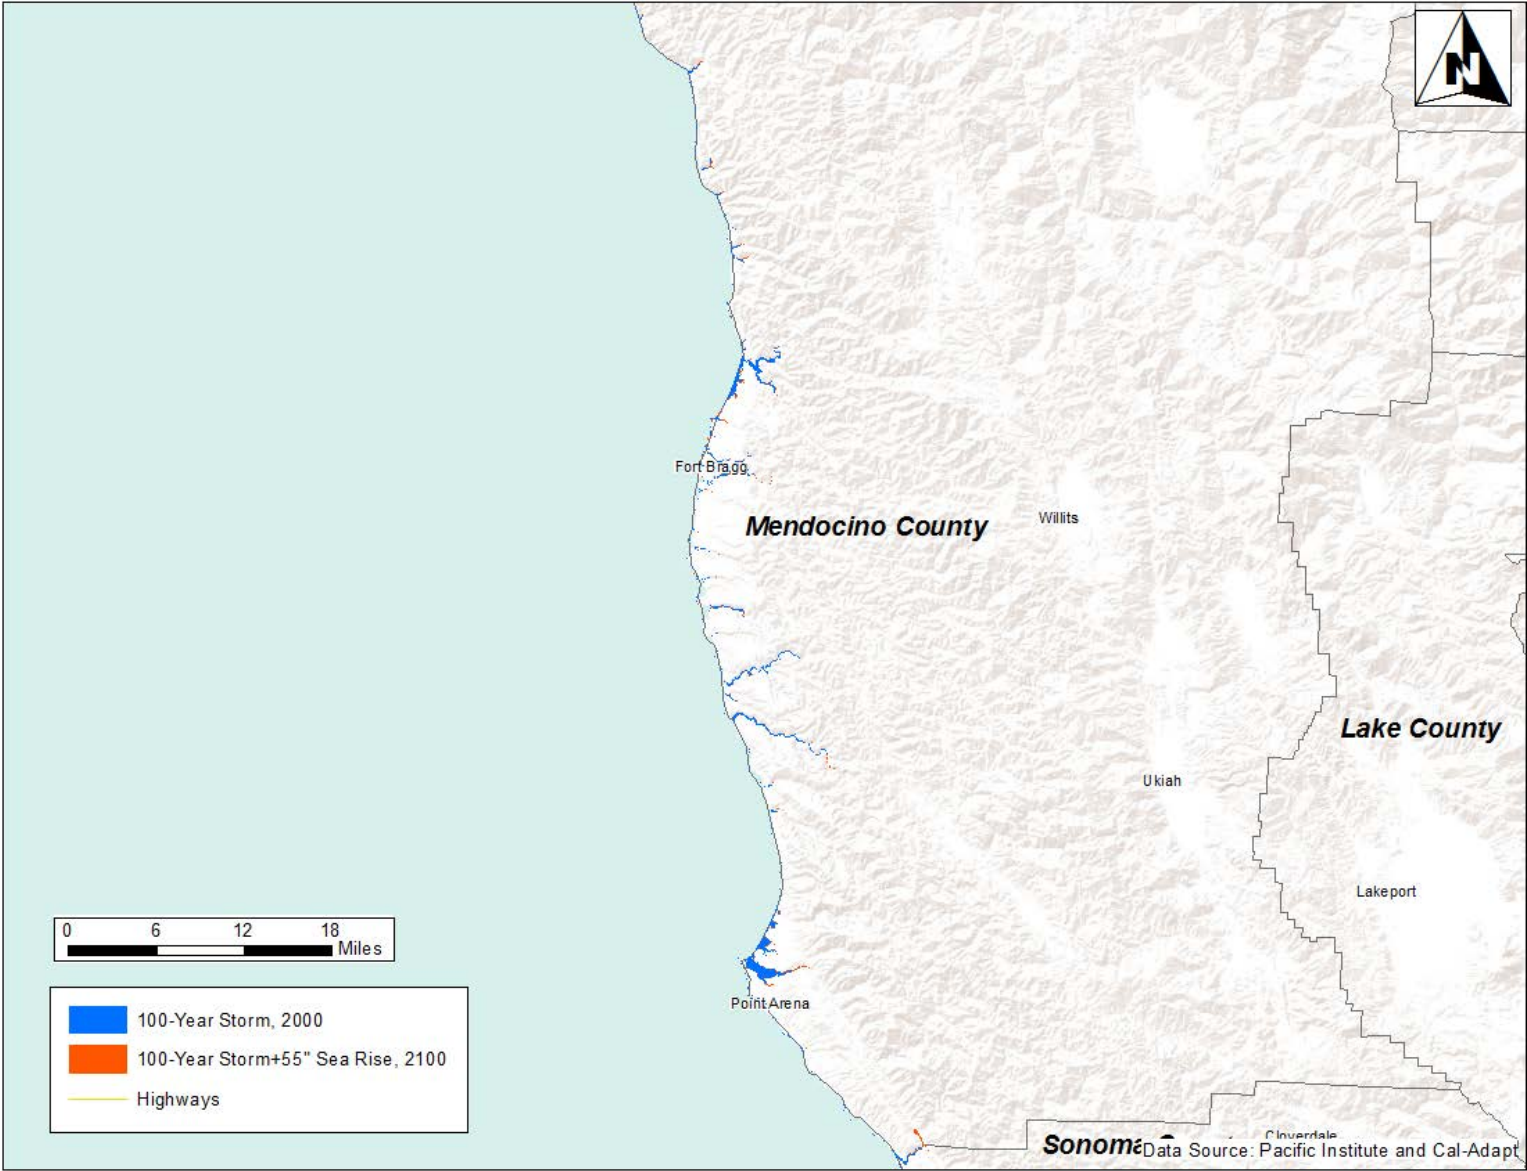 N
Fort Bragg
Mendocino County
Willits
Lake County
Ukiah
Lakeport
0 6 12 18
Miles
Point Arena
100-Year Storm, 2000
100-Year Storm+55" Sea Rise, 2100
Highways
Cloverdale
Sonoma
Data Source: Pacific Institute and Cal-Adapt